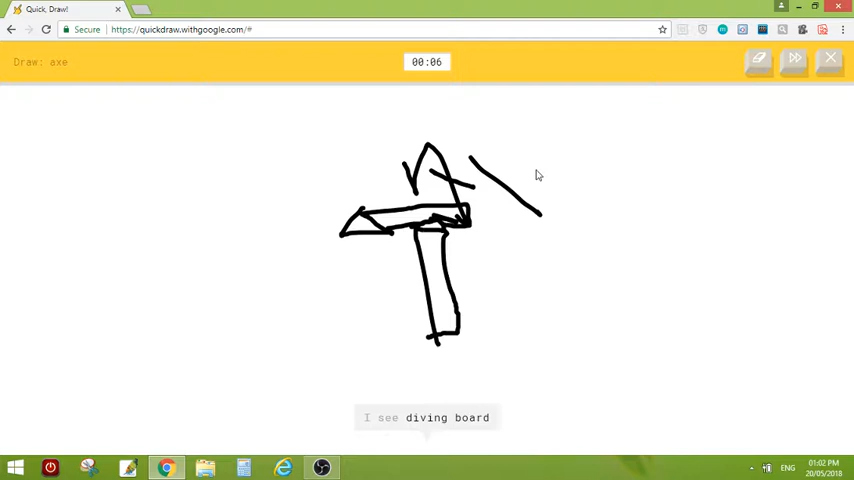 Quick, Draw!
Secure https://quickdraw.withgoogle.com/#
Draw: axe
00:06
I see diving board
ENG
01:02 PM
20/05/2018